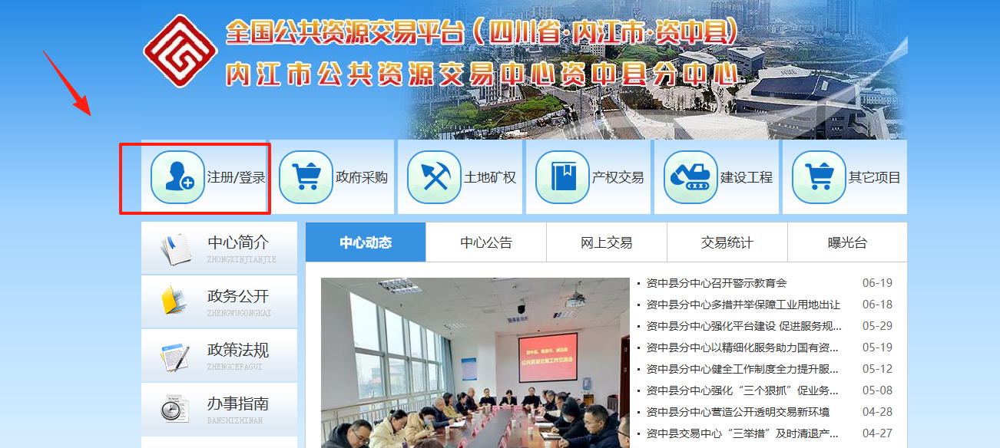 全国公共资源交易平台（四川省·内江市·资中县）
内江市公共资源交易中心资中县分中心
注册/登录
政府采购
土地矿权
产权交易
建设工程
其它项目
中心简介
ZHONGXINJIANJIE
政务公开
ZHENGWUGONGKAI
政策法规
ZHENGCEFAGUI
办事指南
BANSHIZHINAN
中心动态
中心公告
网上交易
交易统计
曝光台
公共资源交易工作交流会
资中县分中心召开警示教育会 06-19
资中县分中心多措并举保障工业用地出让 06-18
资中县分中心强化平台建设 促进服务规... 05-29
资中县分中心以精细化服务助力国有资... 05-19
资中县分中心健全工作制度全力提升服... 05-12
资中县分中心强化“三个狠抓”促业务... 05-08
资中县分中心营造公开透明交易新环境 04-28
资中县交易中心“三举措”及时清退产... 04-27